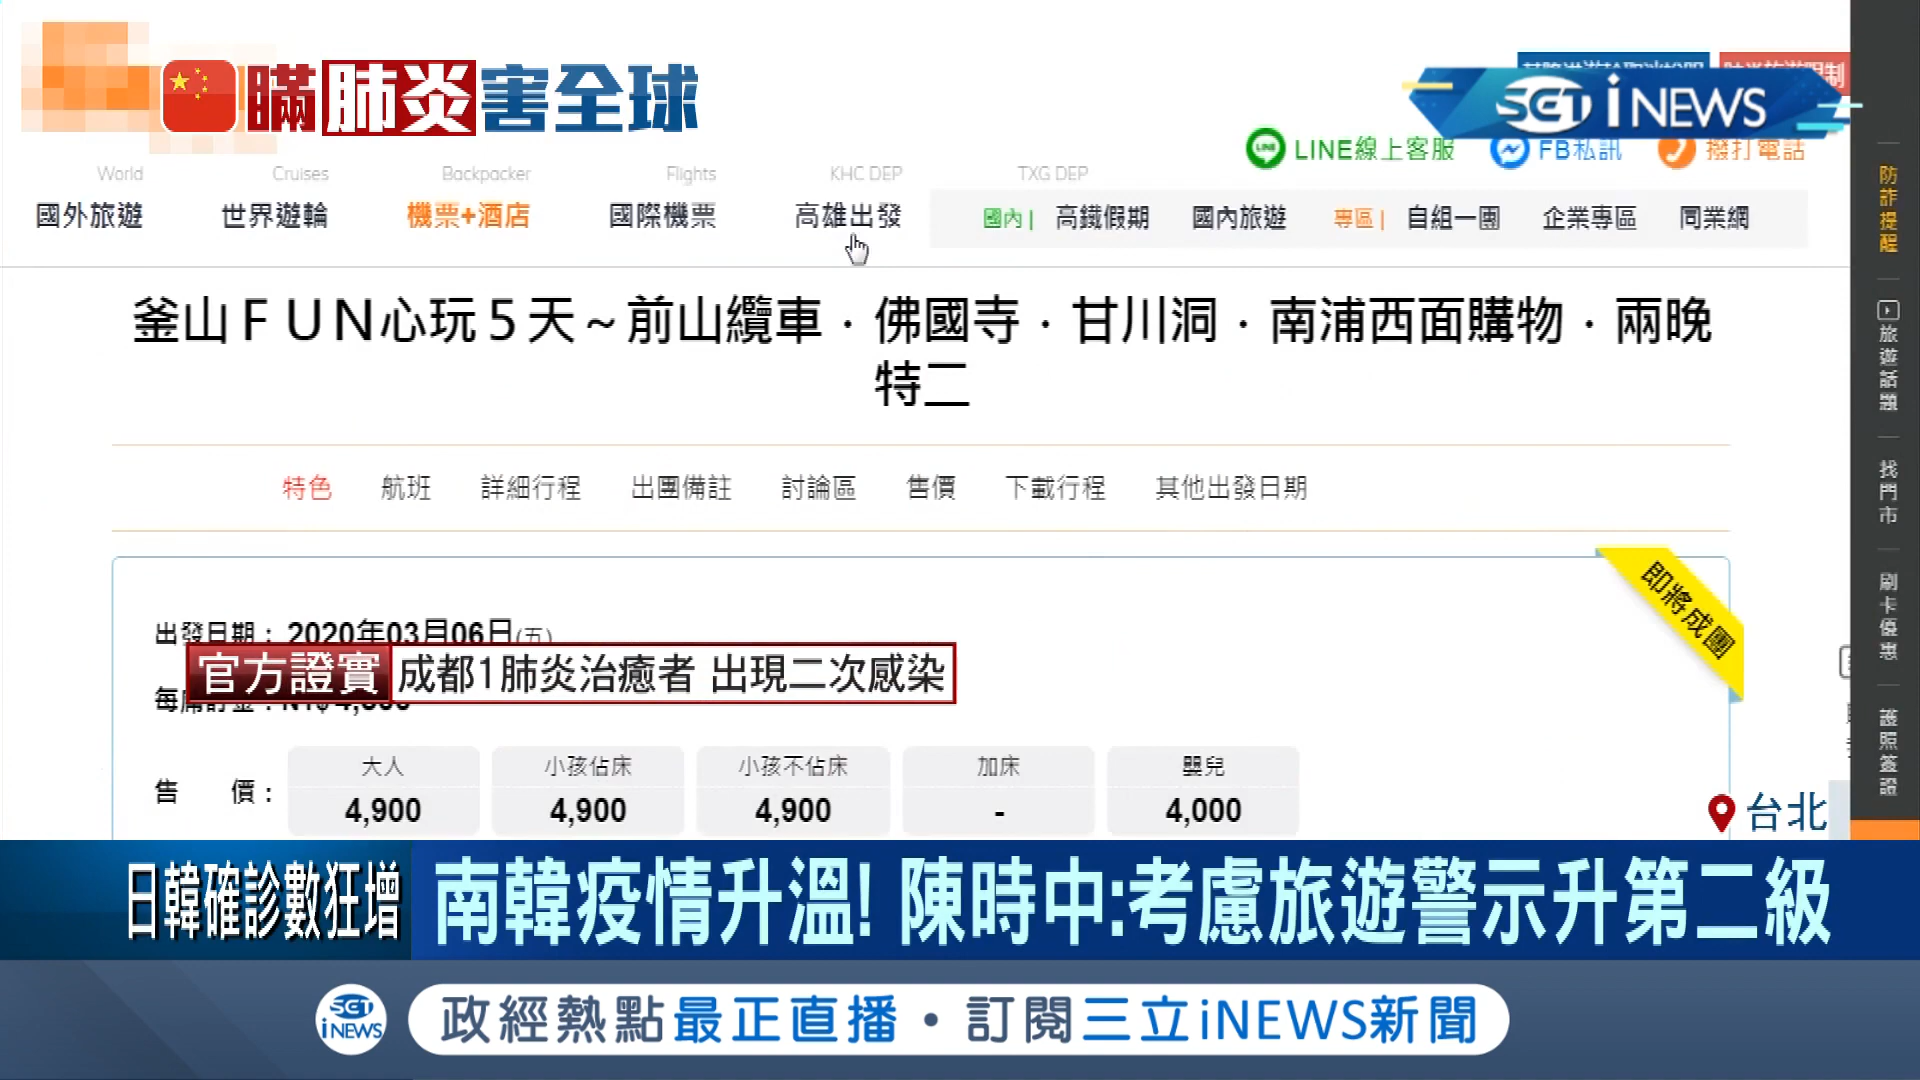 瞞肺炎害全球
SET iNEWS
LINE線上客服
FB私訊
撥打電話
World
Cruises
Backpacker
Flights
KHC DEP
TXG DEP
國外旅遊
世界遊輪
機票+酒店
國際機票
高雄出發
國內 |
高鐵假期
國內旅遊
專區 |
自組一團
企業專區
同業網
防詐提醒
旅遊話題
找門市
刷卡優惠
護照簽證
釜山FUN心玩5天~前山纜車．佛國寺．甘川洞．南浦西面購物．兩晚
特二
特色
航班
詳細行程
出團備註
討論區
售價
下載行程
其他出發日期
即將成團
出發日期： 2020年03月06日(五)
官方證實 成都1肺炎治癒者 出現二次感染
售 價：
大人
小孩佔床
小孩不佔床
加床
嬰兒
4,900
4,900
4,900
-
4,000
台北
日韓確診數狂增
南韓疫情升溫! 陳時中:考慮旅遊警示升第二級
SET iNEWS
政經熱點最正直播・訂閱三立iNEWS新聞